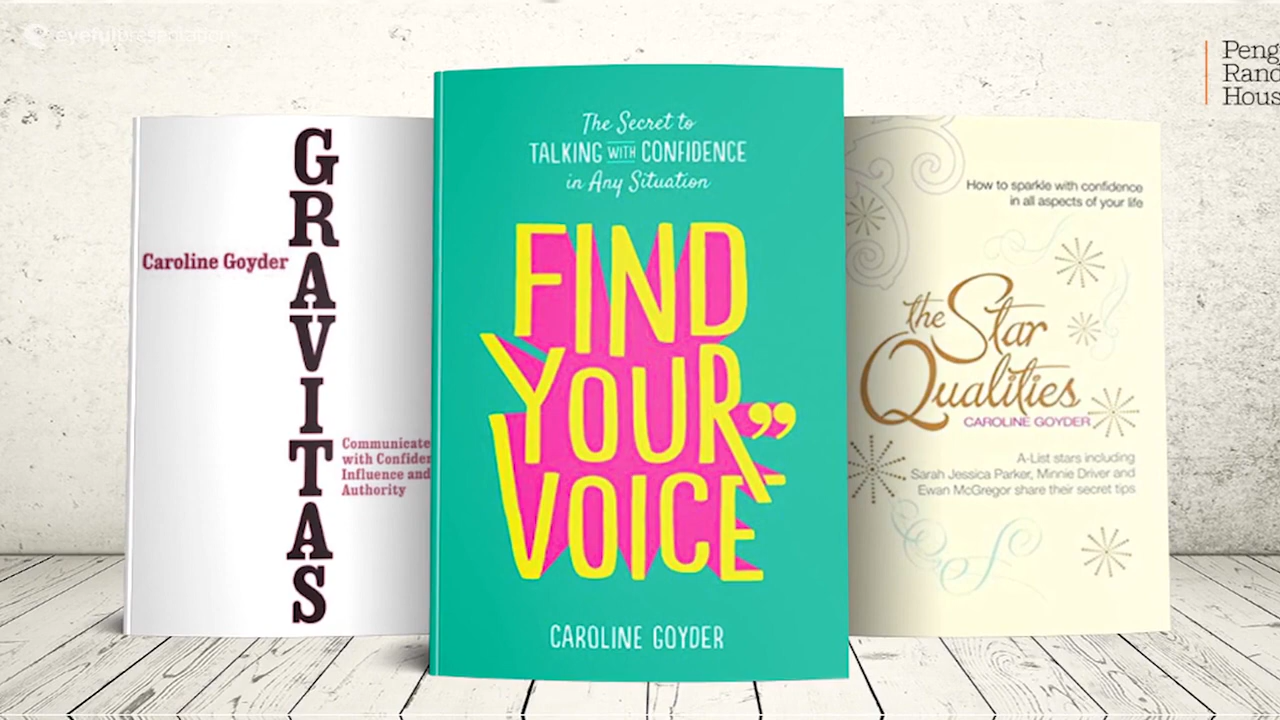 eyefulpresentations
Peng
Rand
Hous
Caroline Goyder
GRAVITAS
Communicate
with Confiden
Influence and
Authority
The Secret to
TALKING WITH CONFIDENCE
in Any Situation
FIND
YOUR
VOICE
”
CAROLINE GOYDER
How to sparkle with confidence
in all aspects of your life
the Star
Qualities
CAROLINE GOYDER
A-List stars including
Sarah Jessica Parker, Minnie Driver and
Ewan McGregor share their secret tips